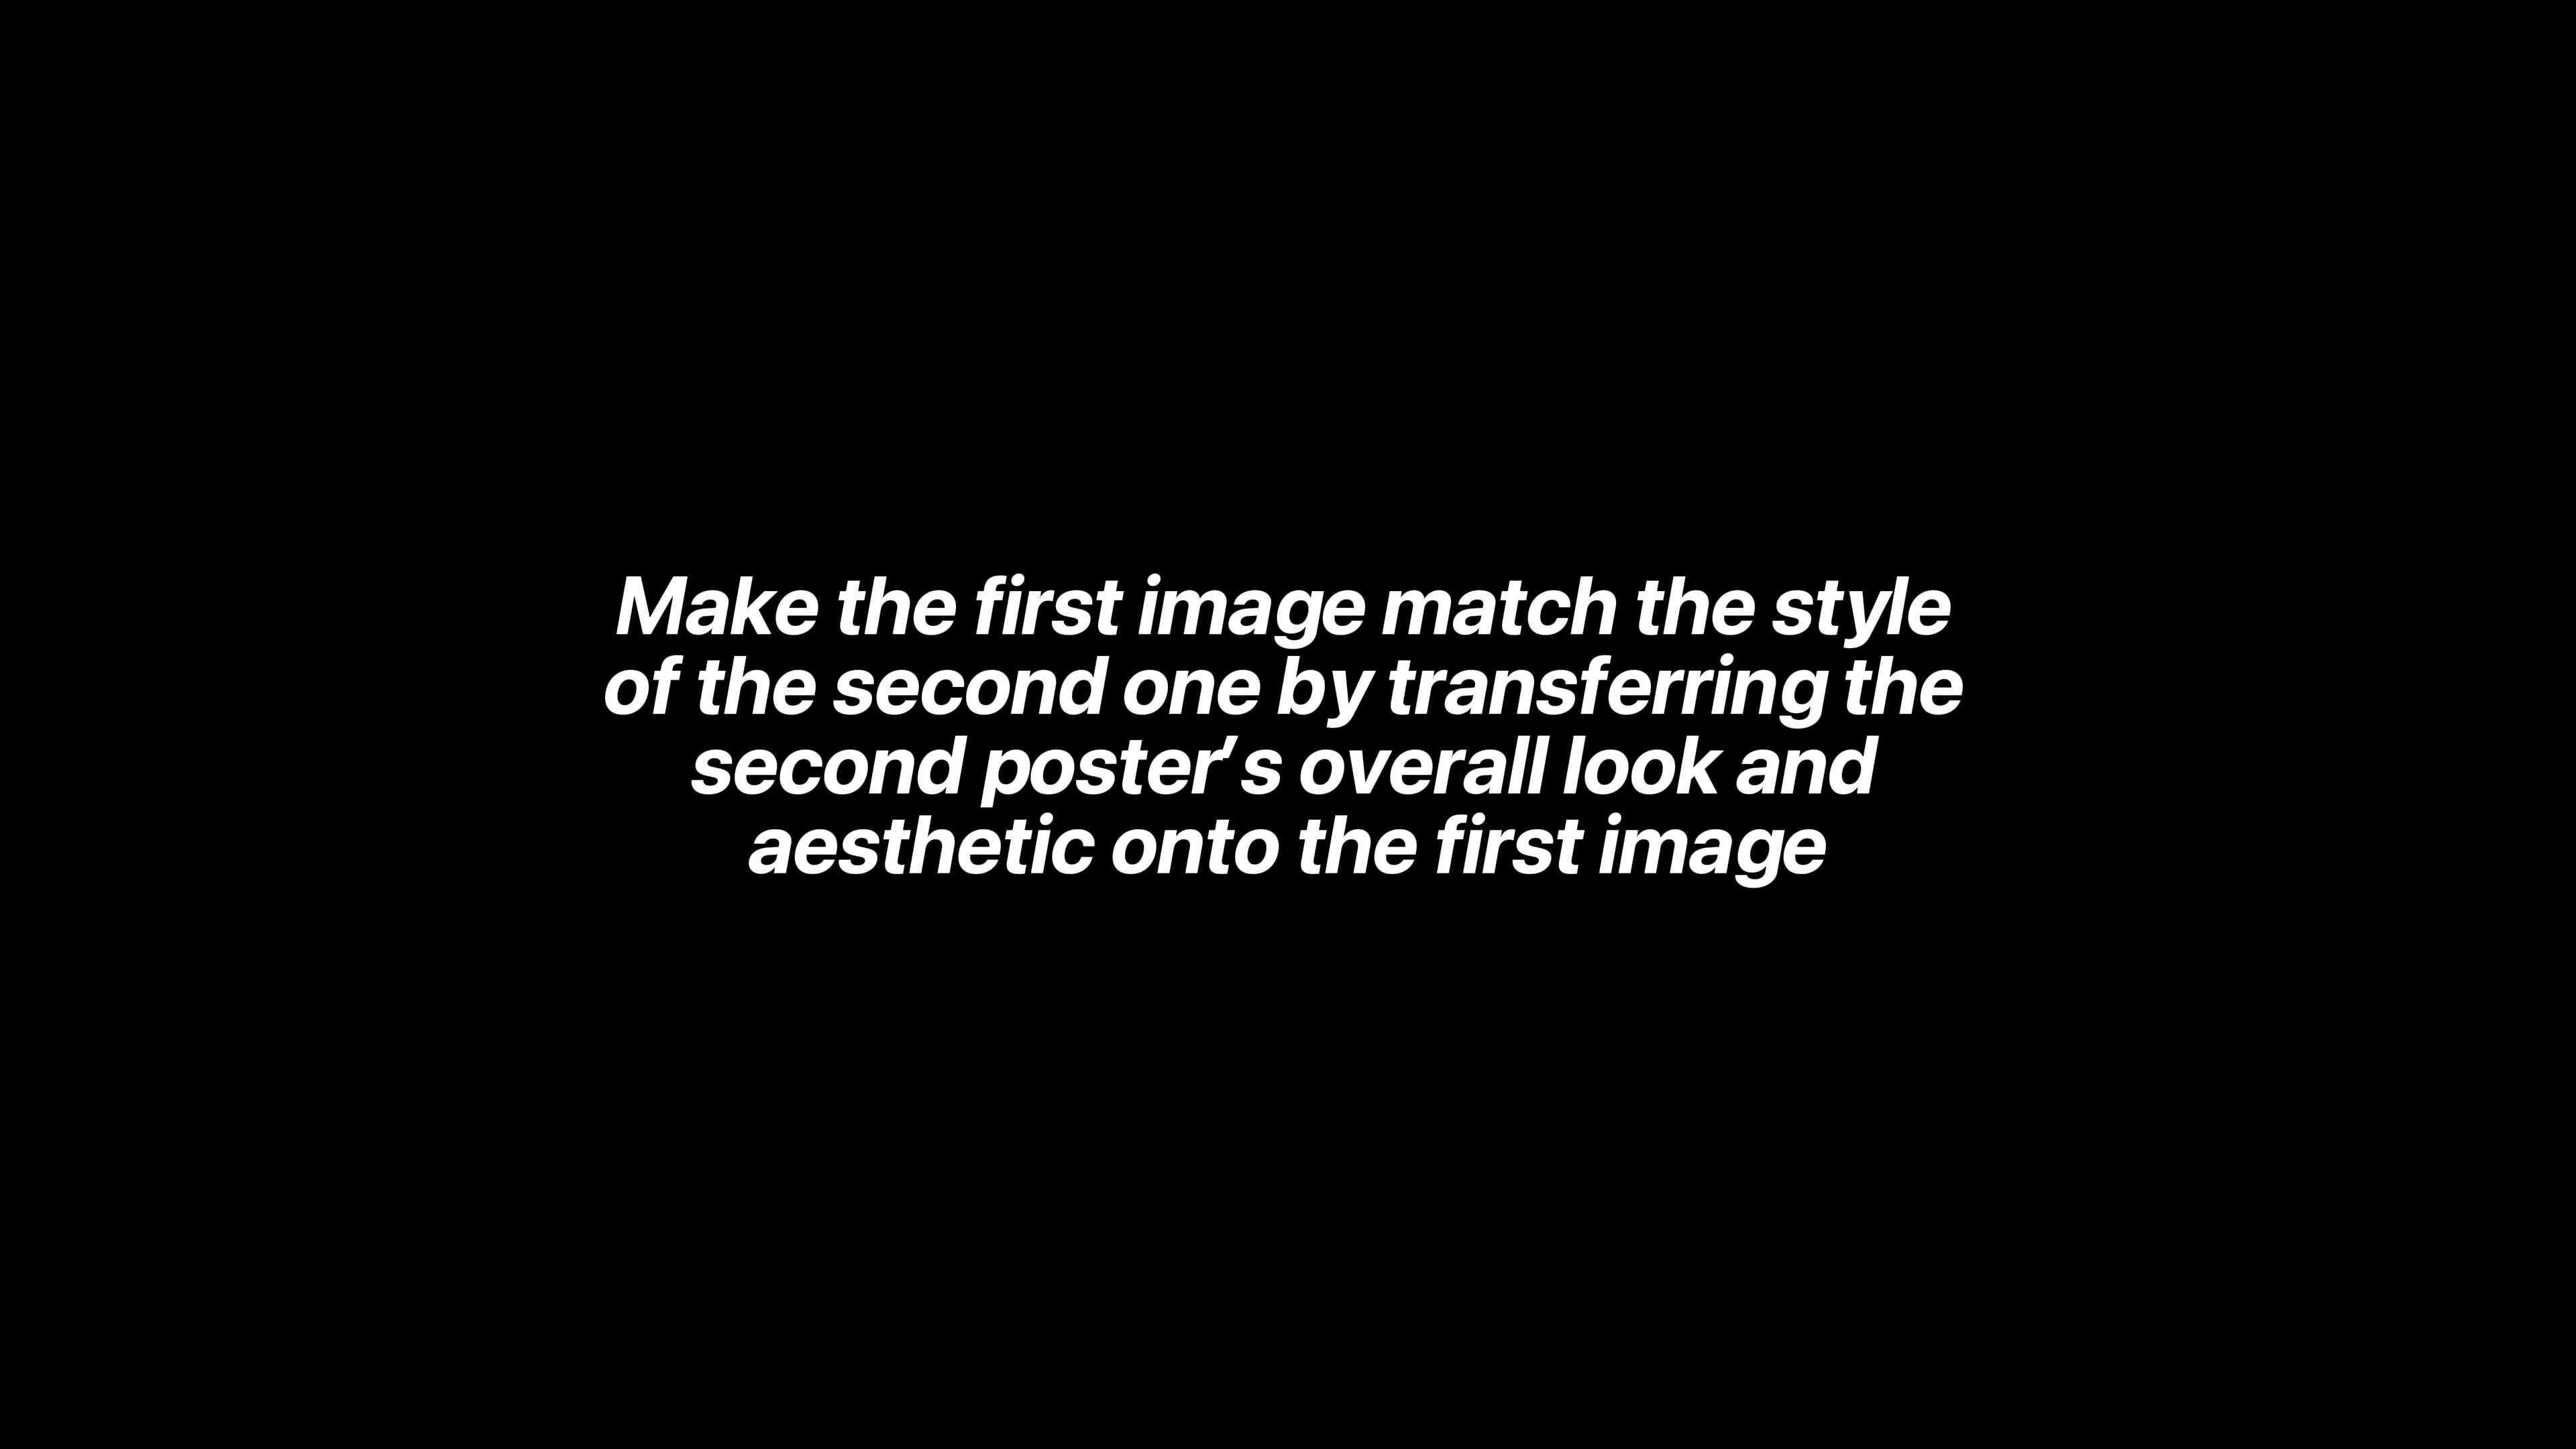 Make the first image match the style
of the second one by transferring the
second poster’s overall look and
aesthetic onto the first image